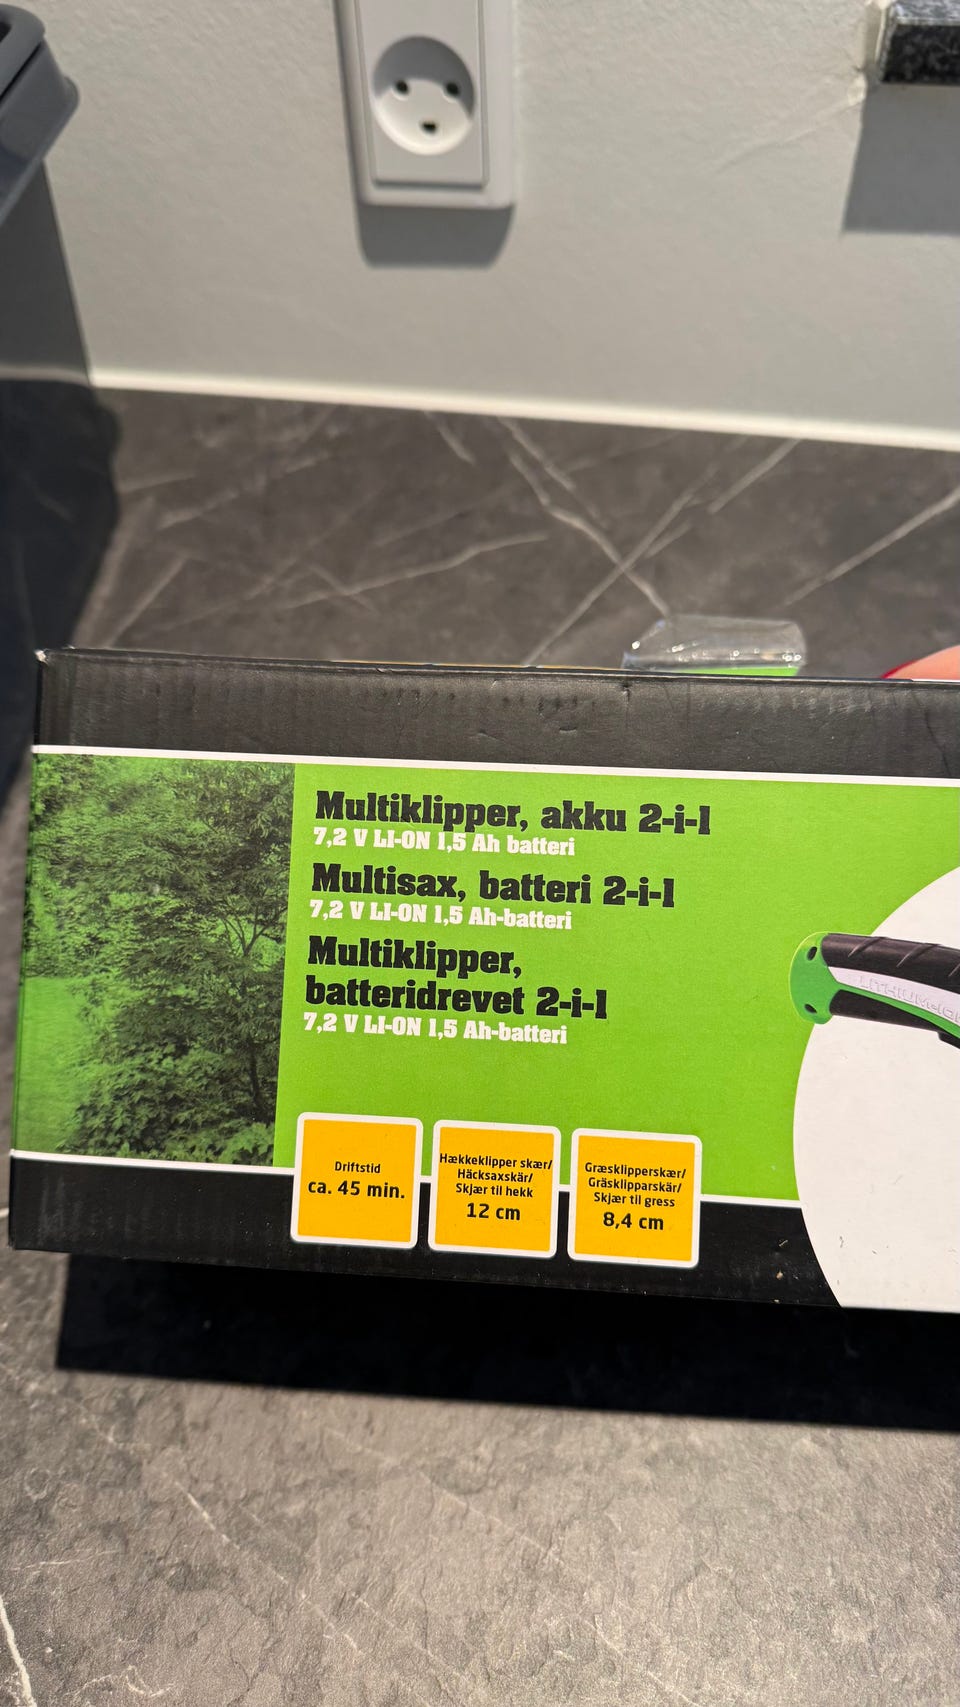 Multiklipper, akku 2-i-1
7,2 V LI-ON 1,5 Ah batteri
Multisax, batteri 2-i-1
7,2 V LI-ON 1,5 Ah-batteri
Multiklipper,
batteridrevet 2-i-1
7,2 V LI-ON 1,5 Ah-batteri
LITHIUM-ION
Driftstid
ca. 45 min.
Hækkeklipper skær/
Häcksaxskär/
Skjær til hekk
12 cm
Græsklipperskær/
Gräsklipparskär/
Skjær til gress
8,4 cm